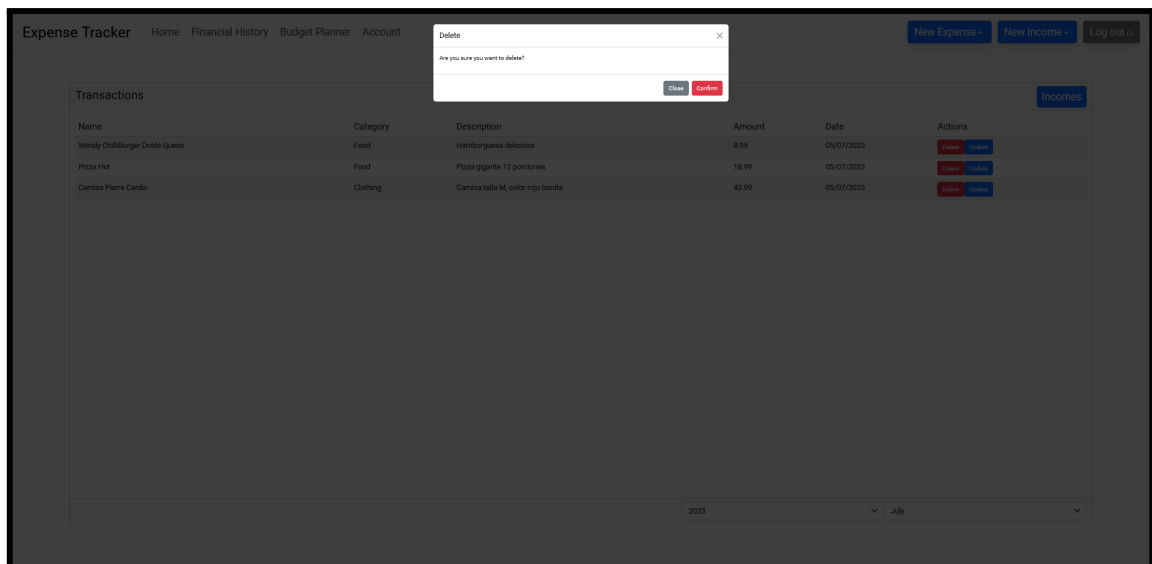 Expense Tracker Home Financial History Budget Planner Account New Expense + New Income + Log out
Delete
Are you sure you want to delete?
Close Confirm
Transactions Incomes
Name Category Description Amount Date Actions
Wendy ChilliBurger Doble Queso Food Hamburguesa deliciosa 8.99 05/07/2023 Delete Update
Pizza Hut Food Pizza gigante 12 porciones 18.99 05/07/2023 Delete Update
Camisa Pierre Cardin Clothing Camisa talla M, color rojo bonita 42.99 05/07/2023 Delete Update
2023 July